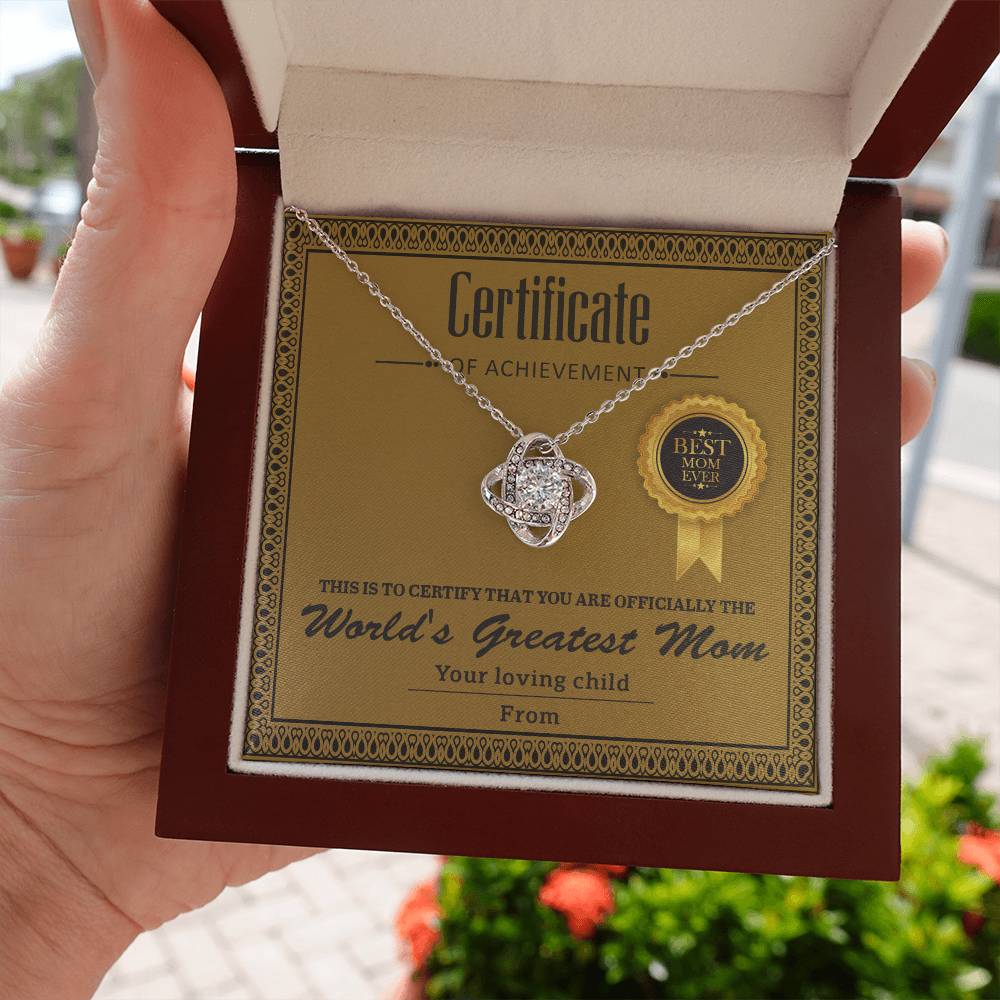 Certificate
OF ACHIEVEMENT
BEST
MOM
EVER
THIS IS TO CERTIFY THAT YOU ARE OFFICIALLY THE
World's Greatest Mom
Your loving child
From